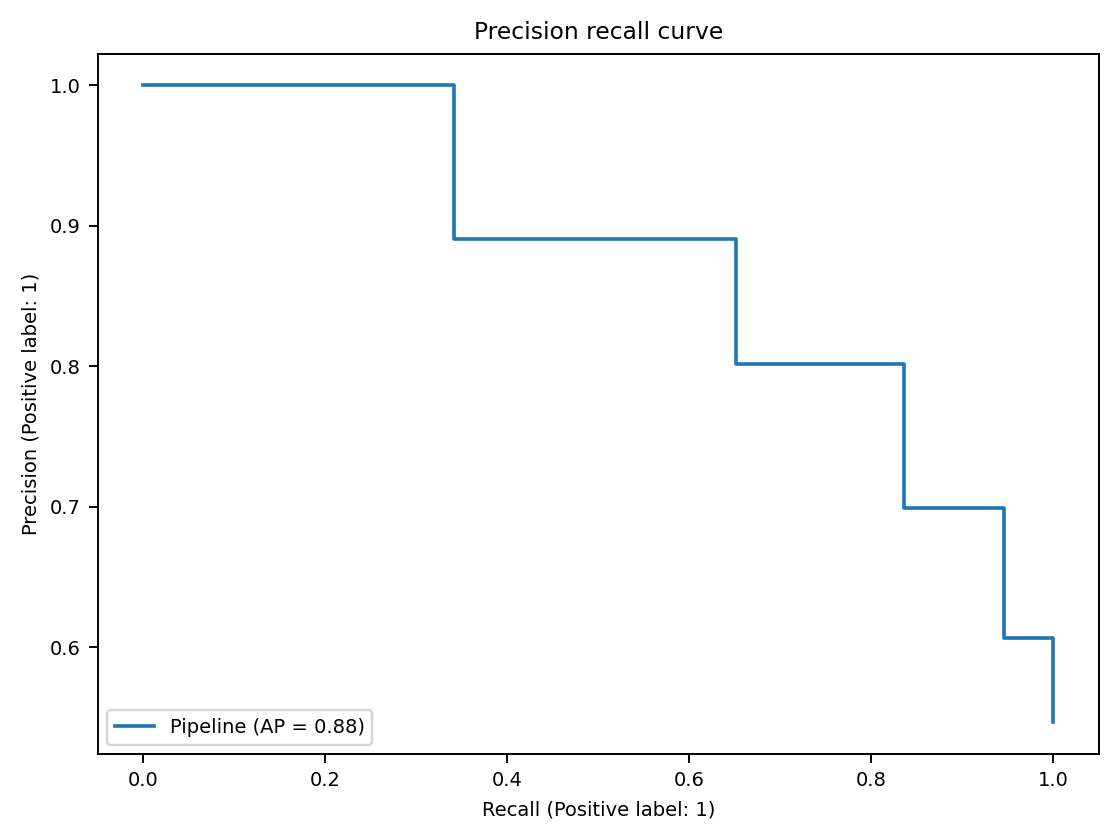 Precision recall curve
1.0
0.9
0.8
0.7
0.6
Precision (Positive label: 1)
Pipeline (AP = 0.88)
0.0 0.2 0.4 0.6 0.8 1.0
Recall (Positive label: 1)